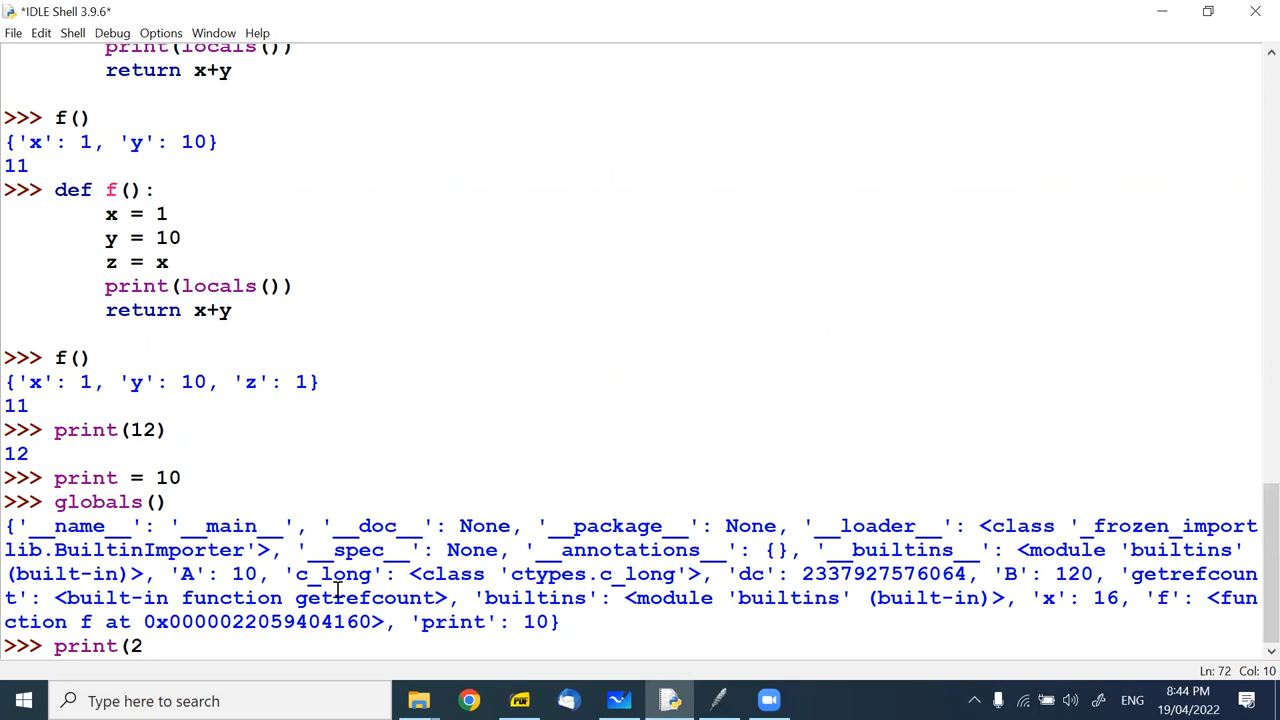 *IDLE Shell 3.9.6*
File Edit Shell Debug Options Window Help
print(locals())
return x+y
>>> f()
{'x': 1, 'y': 10}
11
>>> def f():
x = 1
y = 10
z = x
print(locals())
return x+y
>>> f()
{'x': 1, 'y': 10, 'z': 1}
11
>>> print(12)
12
>>> print = 10
>>> globals()
{'__name__': '__main__', '__doc__': None, '__package__': None, '__loader__': <class '_frozen_import
lib.BuiltinImporter'>, '__spec__': None, '__annotations__': {}, '__builtins__': <module 'builtins'
(built-in)>, 'A': 10, 'c_long': <class 'ctypes.c_long'>, 'dc': 2337927576064, 'B': 120, 'getrefcoun
t': <built-in function getrefcount>, 'builtins': <module 'builtins' (built-in)>, 'x': 16, 'f': <fun
ction f at 0x0000022059404160>, 'print': 10}
>>> print(2
Ln: 72 Col: 10
Type here to search
PDF
ENG
8:44 PM
19/04/2022